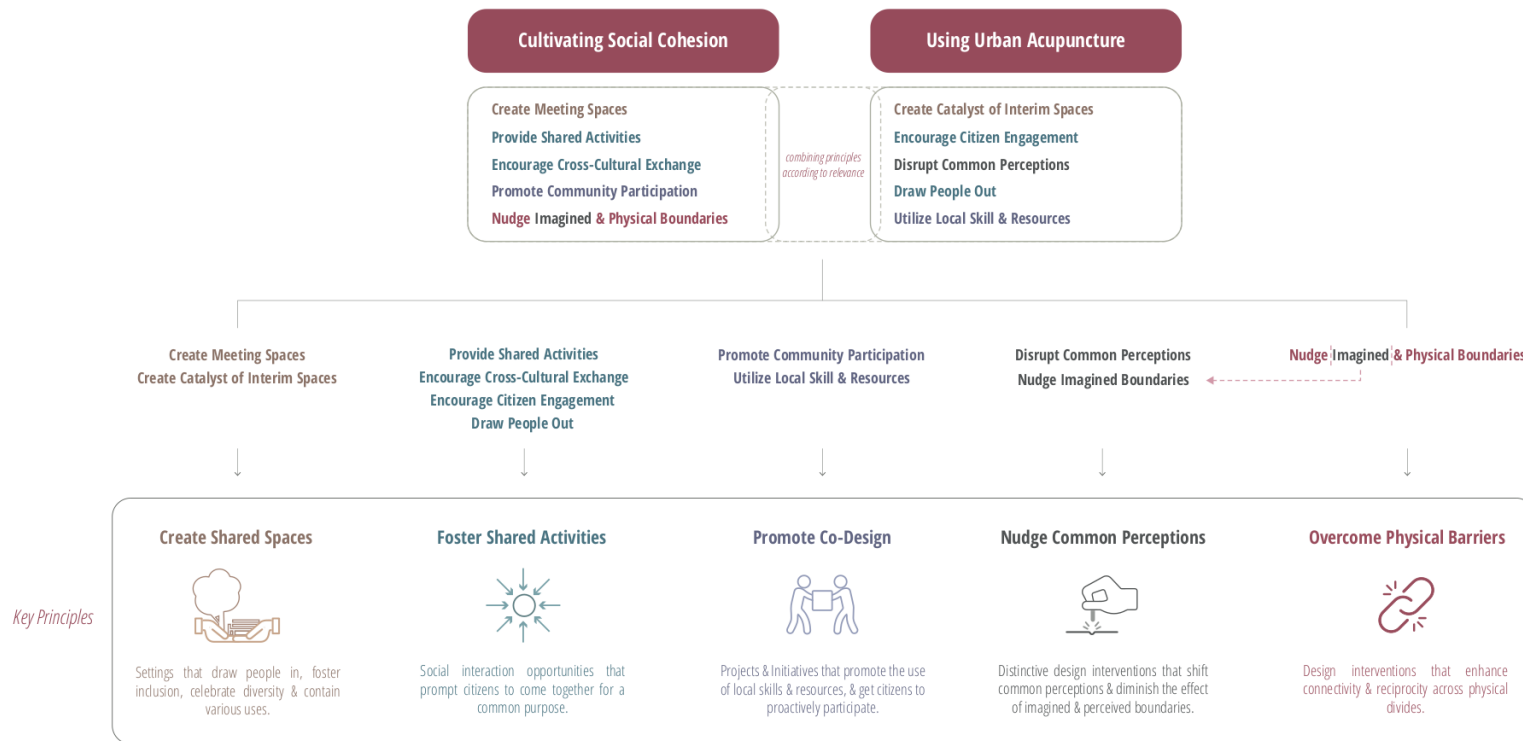 Cultivating Social Cohesion
Using Urban Acupuncture
Create Meeting Spaces
Provide Shared Activities
Encourage Cross-Cultural Exchange
Promote Community Participation
Nudge Imagined & Physical Boundaries
combining principles
according to relevance
Create Catalyst of Interim Spaces
Encourage Citizen Engagement
Disrupt Common Perceptions
Draw People Out
Utilize Local Skill & Resources
Create Meeting Spaces
Create Catalyst of Interim Spaces
Provide Shared Activities
Encourage Cross-Cultural Exchange
Encourage Citizen Engagement
Draw People Out
Promote Community Participation
Utilize Local Skill & Resources
Disrupt Common Perceptions
Nudge Imagined Boundaries
Nudge Imagined & Physical Boundaries
Key Principles
Create Shared Spaces
Settings that draw people in, foster
inclusion, celebrate diversity & contain
various uses.
Foster Shared Activities
Social interaction opportunities that
prompt citizens to come together for a
common purpose.
Promote Co-Design
Projects & Initiatives that promote the use
of local skills & resources, & get citizens to
proactively participate.
Nudge Common Perceptions
Distinctive design interventions that shift
common perceptions & diminish the effect
of imagined & perceived boundaries.
Overcome Physical Barriers
Design interventions that enhance
connectivity & reciprocity across physical
divides.